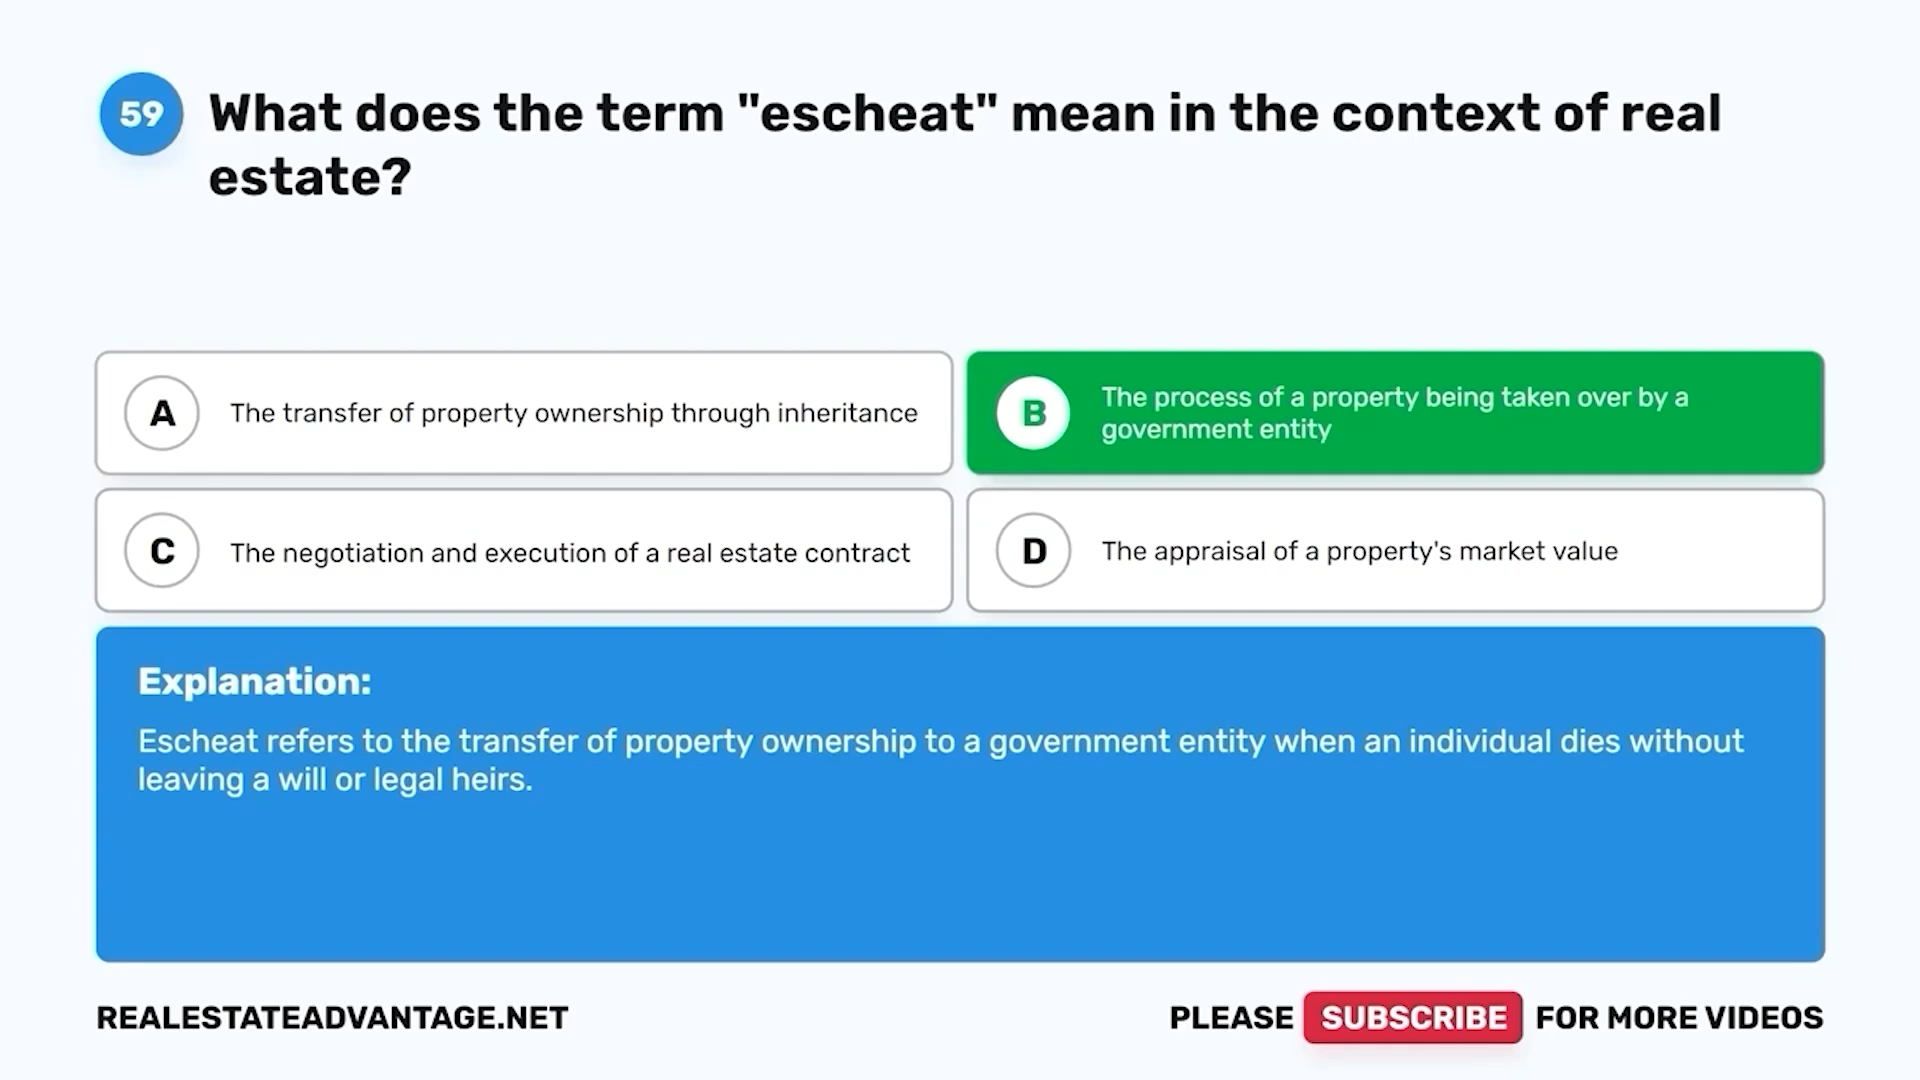 59
What does the term "escheat" mean in the context of real
estate?
A
The transfer of property ownership through inheritance
B
The process of a property being taken over by a
government entity
C
The negotiation and execution of a real estate contract
D
The appraisal of a property's market value
Explanation:
Escheat refers to the transfer of property ownership to a government entity when an individual dies without
leaving a will or legal heirs.
REALESTATEADVANTAGE.NET
PLEASE SUBSCRIBE FOR MORE VIDEOS